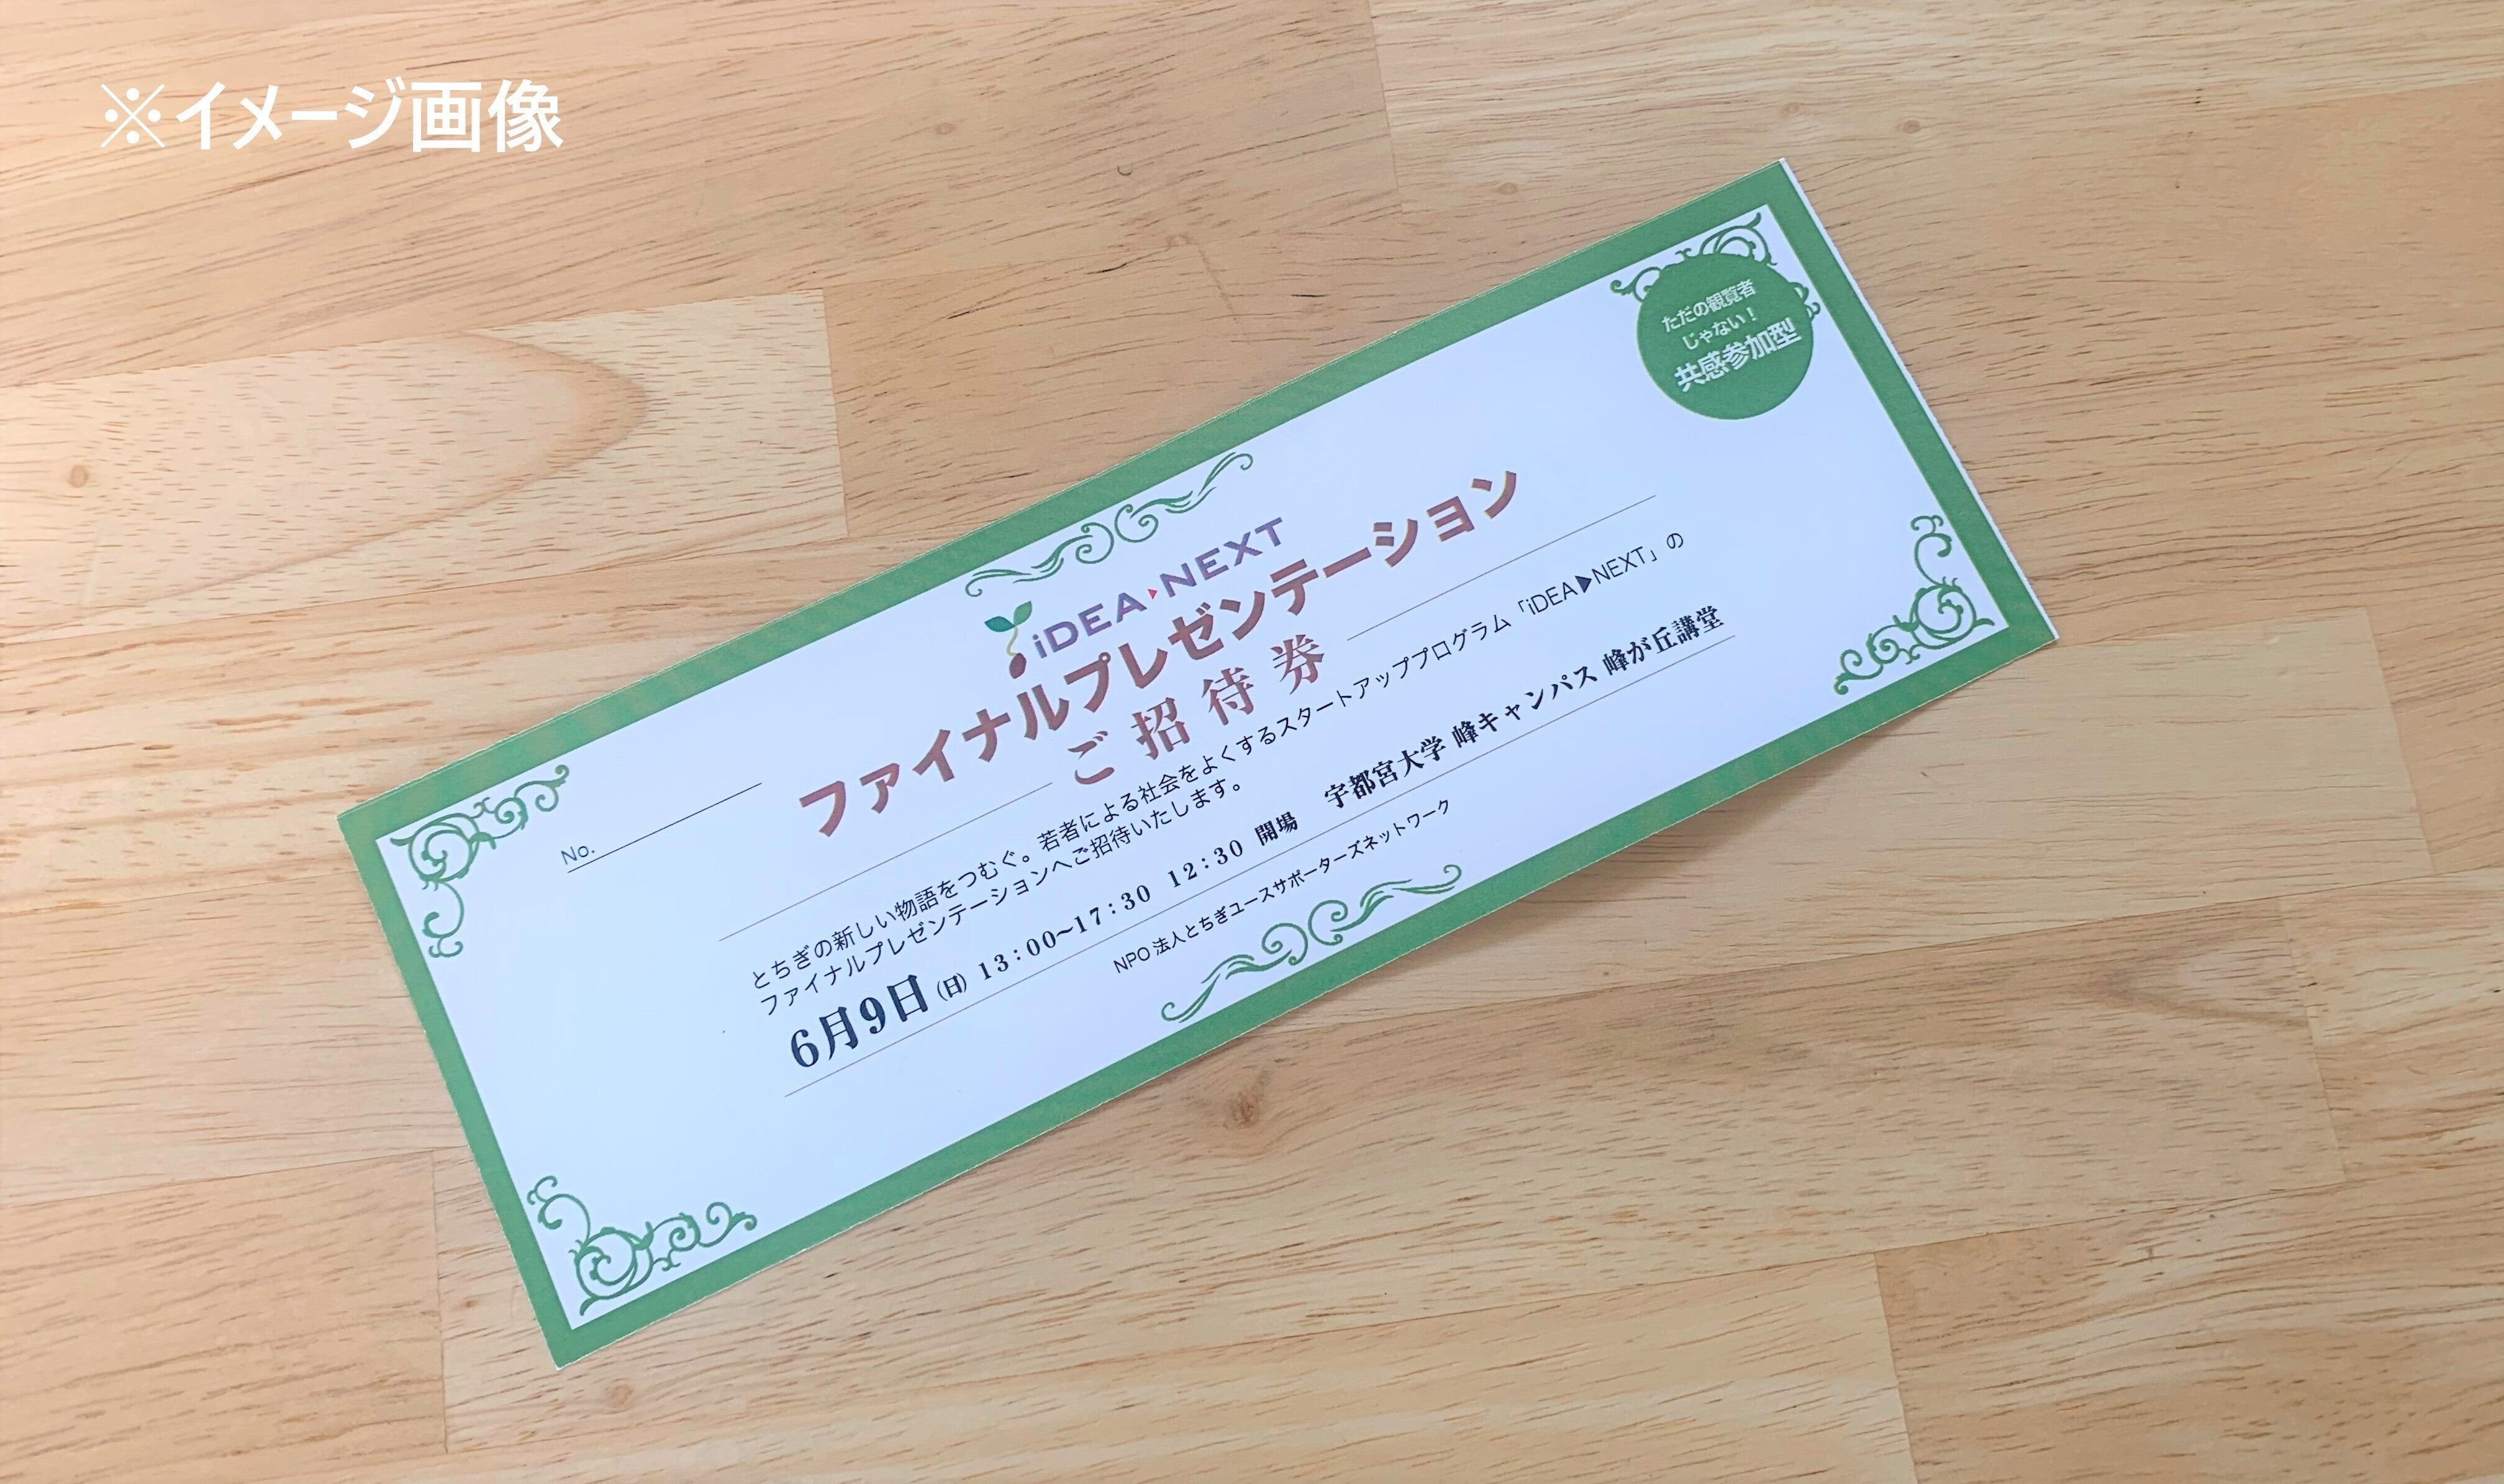 ※イメージ画像
ただの観覧者
じゃない！
共感参加型
iDEA▶NEXT
ファイナルプレゼンテーション
ご招待券
No.
とちぎの新しい物語をつむぐ。若者による社会をよくするスタートアッププログラム「iDEA▶NEXT」の
ファイナルプレゼンテーションへご招待いたします。
6月9日(日) 13:00~17:30 12:30 開場 宇都宮大学 峰キャンパス 峰が丘講堂
NPO 法人とちぎユースサポーターズネットワーク